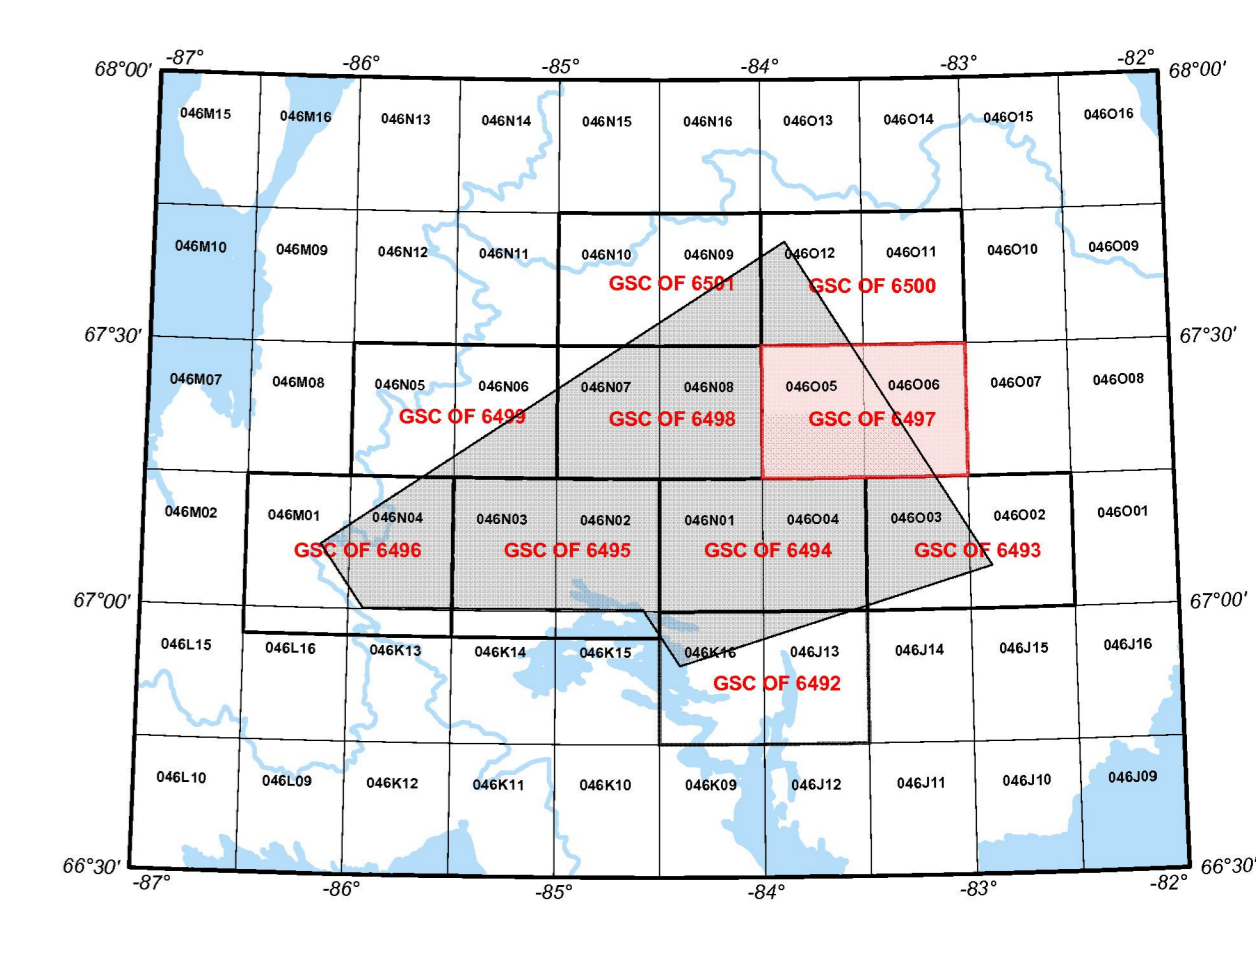 -87° -86° -85° -84° -83° -82°
68°00' 68°00'
046M15 046M16 046N13 046N14 046N15 046N16 046O13 046O14 046O15 046O16
046M10 046M09 046N12 046N11 046N10 046N09 046O12 046O11 046O10 046O09
GSC OF 6501 GSC OF 6500
67°30' 67°30'
046M07 046M08 046N05 046N06 046N07 046N08 046O05 046O06 046O07 046O08
GSC OF 6499 GSC OF 6498 GSC OF 6497
046M02 046M01 046N04 046N03 046N02 046N01 046O04 046O03 046O02 046O01
GSC OF 6496 GSC OF 6495 GSC OF 6494 GSC OF 6493
67°00' 67°00'
046L15 046L16 046K13 046K14 046K15 046K16 046J13 046J14 046J15 046J16
GSC OF 6492
046L10 046L09 046K12 046K11 046K10 046K09 046J12 046J11 046J10 046J09
66°30' 66°30'
-87° -86° -85° -84° -83° -82°